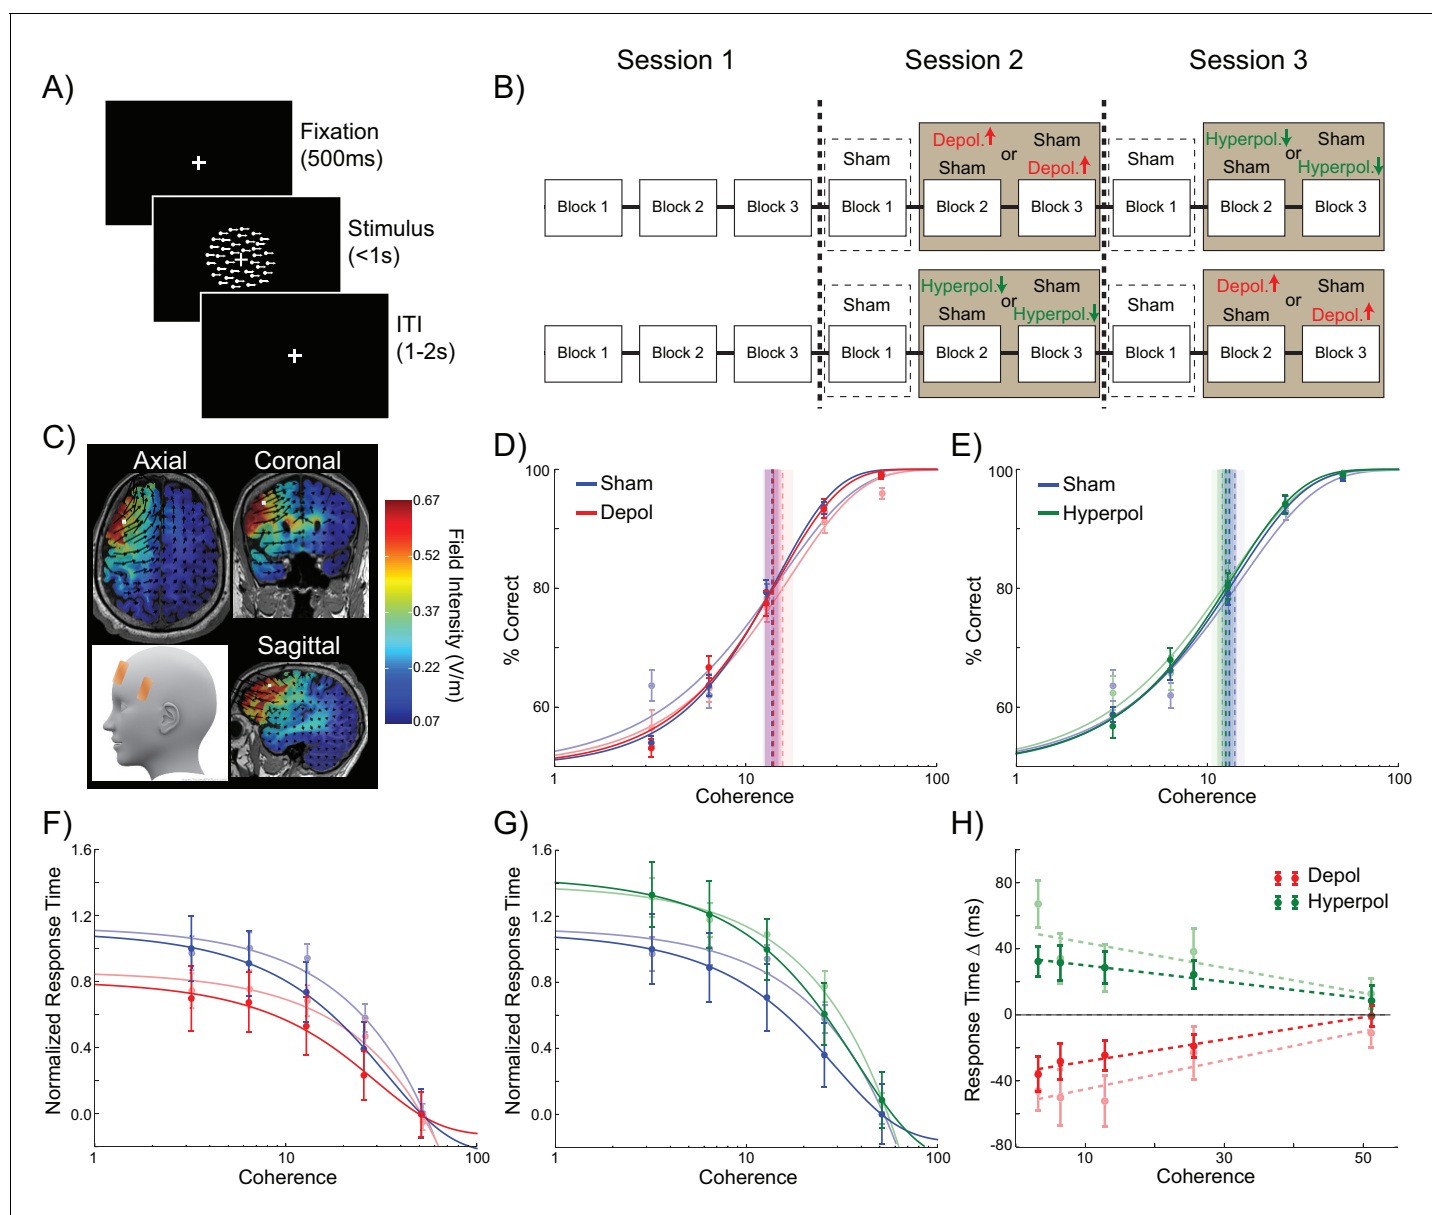 Session 1
Session 2
Session 3
A)
Fixation
(500ms)
Stimulus
(<1s)
ITI
(1-2s)
B)
Sham
Depol.
or
Sham
Sham
Depol.
Sham
Hyperpol.
or
Sham
Sham
Hyperpol.
Block 1
Block 2
Block 3
Block 1
Block 2
Block 3
Block 1
Block 2
Block 3
Sham
Hyperpol.
or
Sham
Sham
Hyperpol.
Sham
Depol.
or
Sham
Sham
Depol.
Block 1
Block 2
Block 3
Block 1
Block 2
Block 3
Block 1
Block 2
Block 3
C)
Axial
Coronal
Sagittal
0.67
0.52
0.37
0.22
0.07
Field Intensity (V/m)
D)
% Correct
100
80
60
Sham
Depol
1
10
100
Coherence
E)
% Correct
100
80
60
Sham
Hyperpol
1
10
100
Coherence
F)
Normalized Response Time
1.6
1.2
0.8
0.4
0.0
1
10
100
Coherence
G)
Normalized Response Time
1.6
1.2
0.8
0.4
0.0
1
10
100
Coherence
H)
Response Time Δ (ms)
80
40
0
-40
-80
Depol
Hyperpol
10
30
50
Coherence